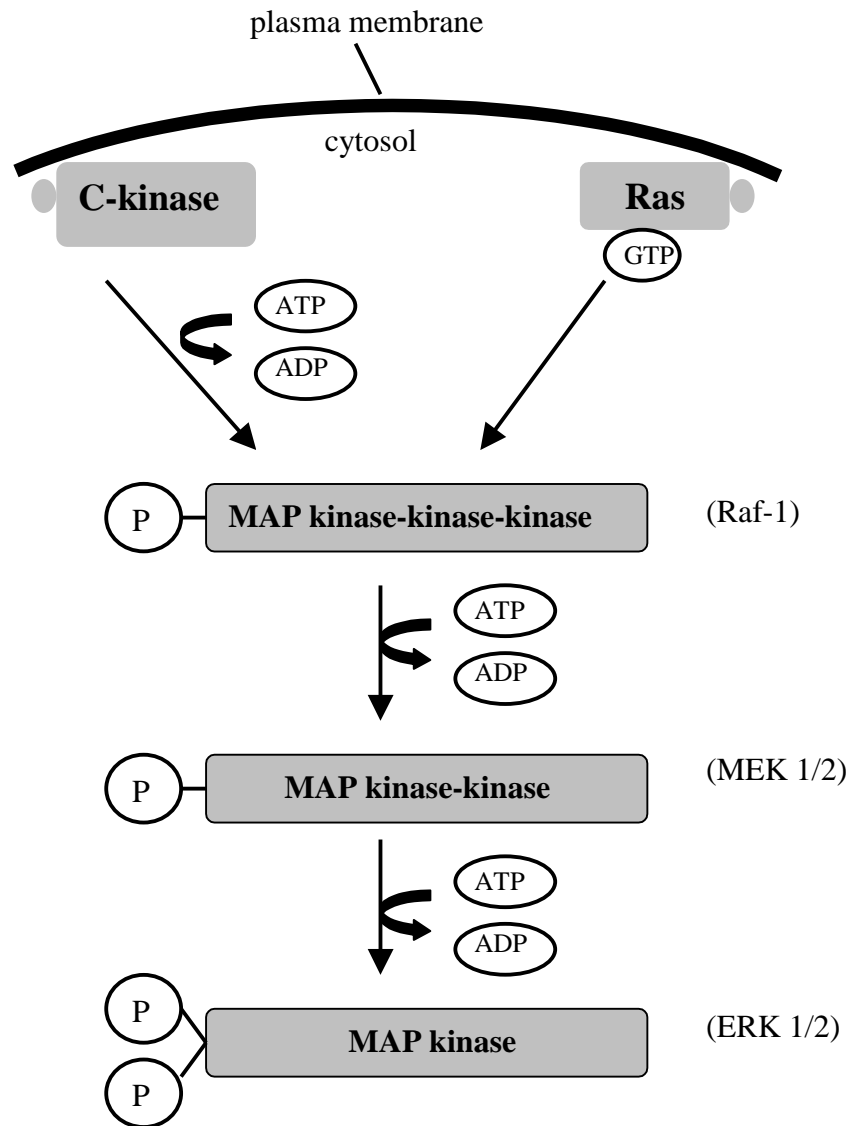 plasma membrane
cytosol
C-kinase
Ras
GTP
ATP
ADP
P
MAP kinase-kinase-kinase
(Raf-1)
ATP
ADP
P
MAP kinase-kinase
(MEK 1/2)
ATP
ADP
P
MAP kinase
(ERK 1/2)
P